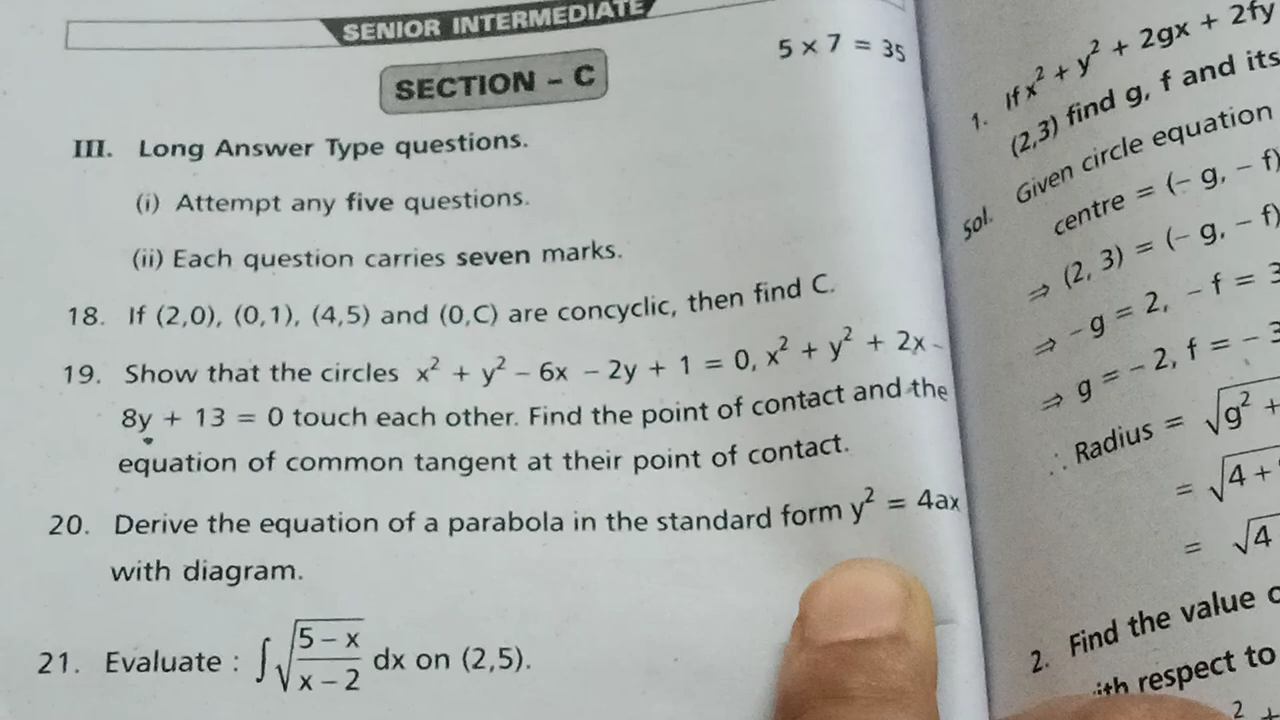 SENIOR INTERMEDIATE
SECTION – C
5 × 7 = 35
III. Long Answer Type questions.
(i) Attempt any five questions.
(ii) Each question carries seven marks.
18. If (2,0), (0,1), (4,5) and (0,C) are concyclic, then find C.
19. Show that the circles x² + y² – 6x – 2y + 1 = 0, x² + y² + 2x –
8y + 13 = 0 touch each other. Find the point of contact and the
equation of common tangent at their point of contact.
20. Derive the equation of a parabola in the standard form y² = 4ax
with diagram.
21. Evaluate : ∫√(5 – x / x – 2) dx on (2,5).
1. If x² + y² + 2gx + 2fy
(2,3) find g, f and its
Sol. Given circle equation
centre = (– g, – f)
⇒ (2, 3) = (– g, – f)
⇒ – g = 2, – f = 3
⇒ g = – 2, f = – 3
∴ Radius = √g² +
= √4 +
= √4
2. Find the value
respect to
2 +